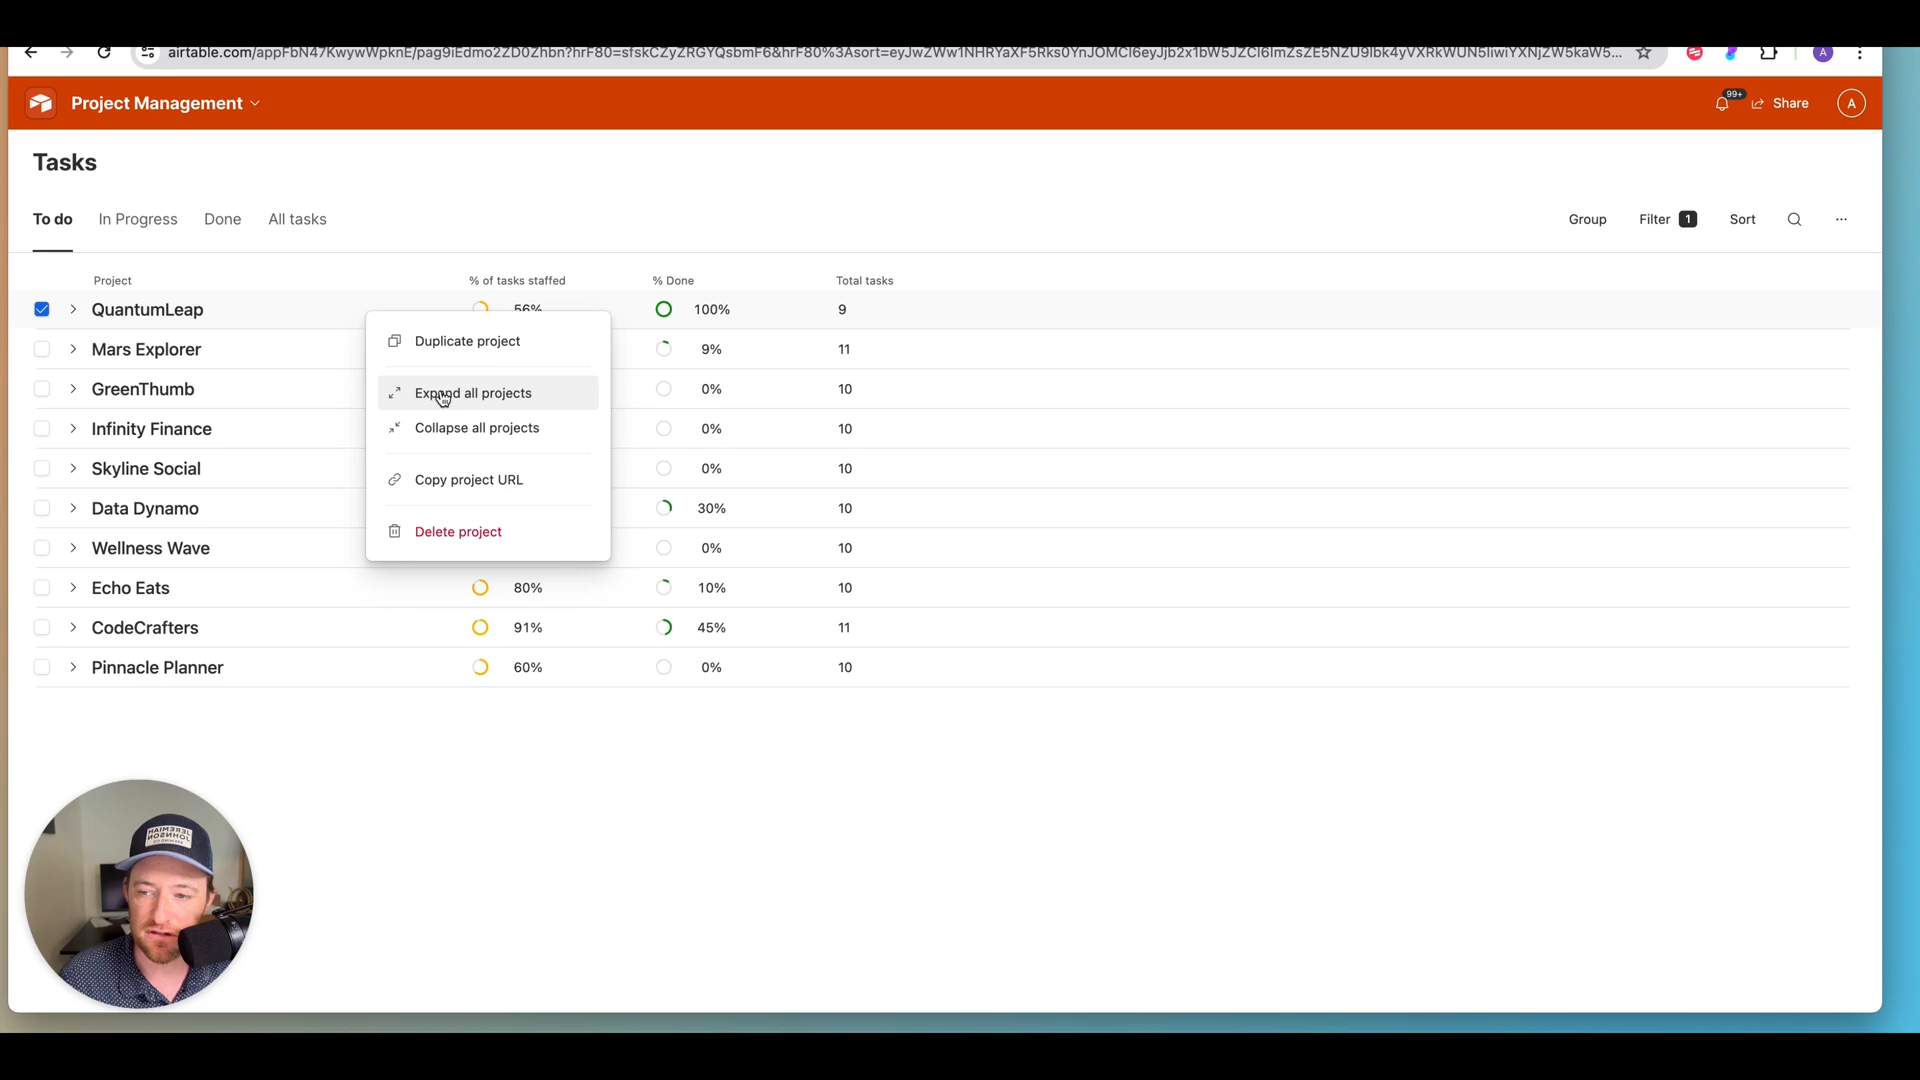 airtable.com/appFbN47KwywWpknE/pag9iEdmo2ZD0Zhbn?hrF80=sfskCZyZRGYQsbmF6&hrF80%3Asort=eyJwZWw1NHRYaXF5Rks0YnJOMCI6eyJjb2x1bW5JZCI6ImZsZE5NZU9lbk4yVXRkWUN5IiwiYXNjZW5kaW5...
Project Management
99+
Share
A
A
Tasks
To do In Progress Done All tasks
Group Filter 1 Sort
Project % of tasks staffed % Done Total tasks
QuantumLeap 56% 100% 9
Duplicate project
Mars Explorer 9% 11
GreenThumb 0% 10
Expand all projects
Infinity Finance 0% 10
Collapse all projects
Skyline Social 0% 10
Copy project URL
Data Dynamo 30% 10
Delete project
Wellness Wave 0% 10
Echo Eats 80% 10% 10
CodeCrafters 91% 45% 11
Pinnacle Planner 60% 0% 10
JEREMIAH
JOHNSON